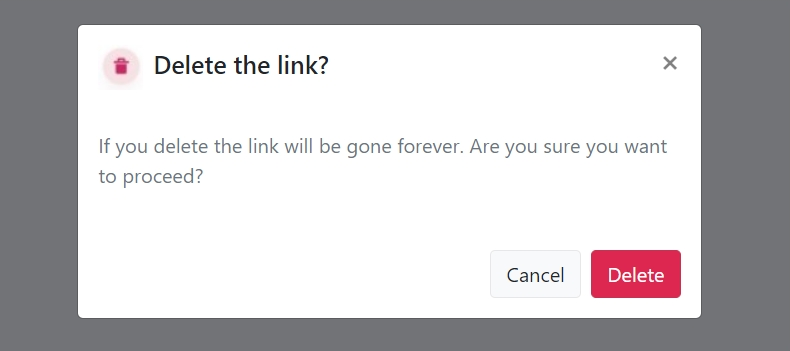 Delete the link?
If you delete the link will be gone forever. Are you sure you want
to proceed?
Cancel Delete